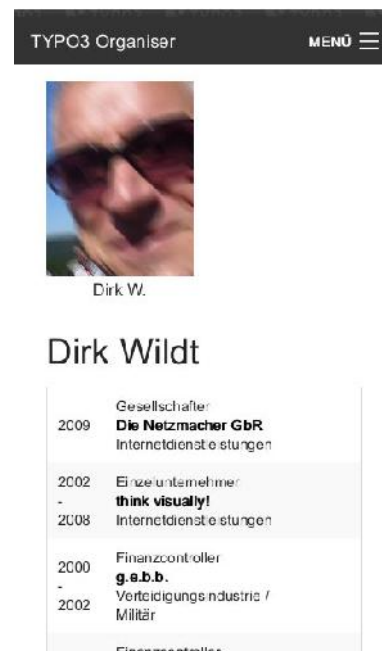 TYPO3 Organiser
MENÜ
Dirk W.
Dirk Wildt
Gesellschafter
2009 Die Netzmacher GbR
Internetdienstleistungen
2002 Einzelunternehmer
- think visually!
2008 Internetdienstleistungen
Finanzcontroller
2000 g.e.b.b.
- Verteidigungsindustrie /
2002 Militär
Finanzcontroller